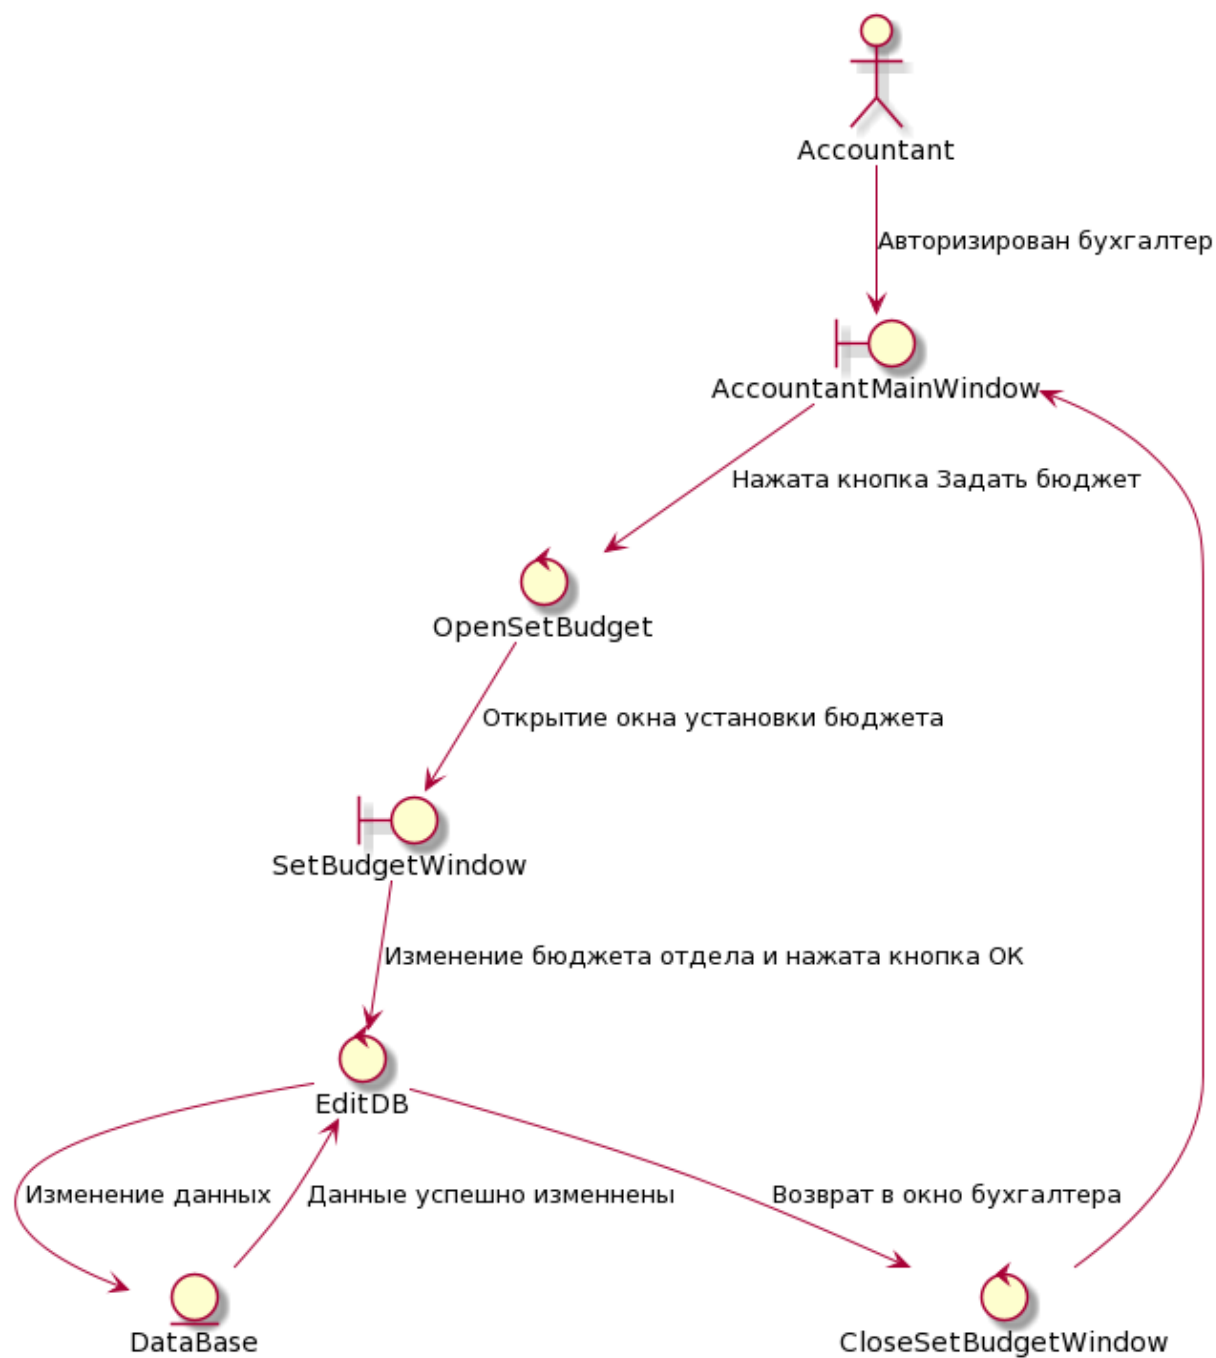 Accountant
Авторизирован бухгалтер
AccountantMainWindow
Нажата кнопка Задать бюджет
OpenSetBudget
Открытие окна установки бюджета
SetBudgetWindow
Изменение бюджета отдела и нажата кнопка ОК
EditDB
Изменение данных
Данные успешно изменнены
Возврат в окно бухгалтера
DataBase
CloseSetBudgetWindow